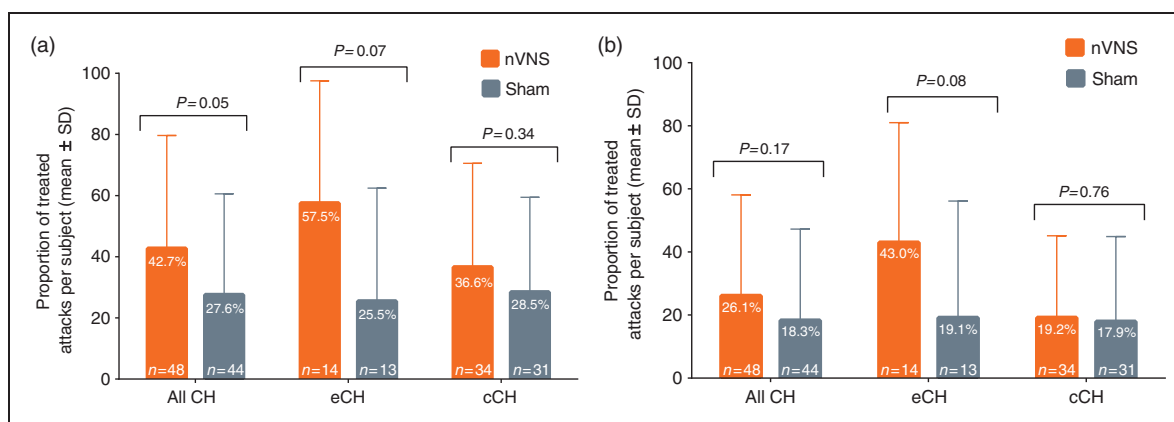 (a)
nVNS
Sham
Proportion of treated
attacks per subject (mean ± SD)
100
80
60
40
20
0
P=0.05
P=0.07
P=0.34
42.7%
27.6%
57.5%
25.5%
36.6%
28.5%
n=48
n=44
n=14
n=13
n=34
n=31
All CH
eCH
cCH
(b)
nVNS
Sham
Proportion of treated
attacks per subject (mean ± SD)
100
80
60
40
20
0
P=0.17
P=0.08
P=0.76
26.1%
18.3%
43.0%
19.1%
19.2%
17.9%
n=48
n=44
n=14
n=13
n=34
n=31
All CH
eCH
cCH